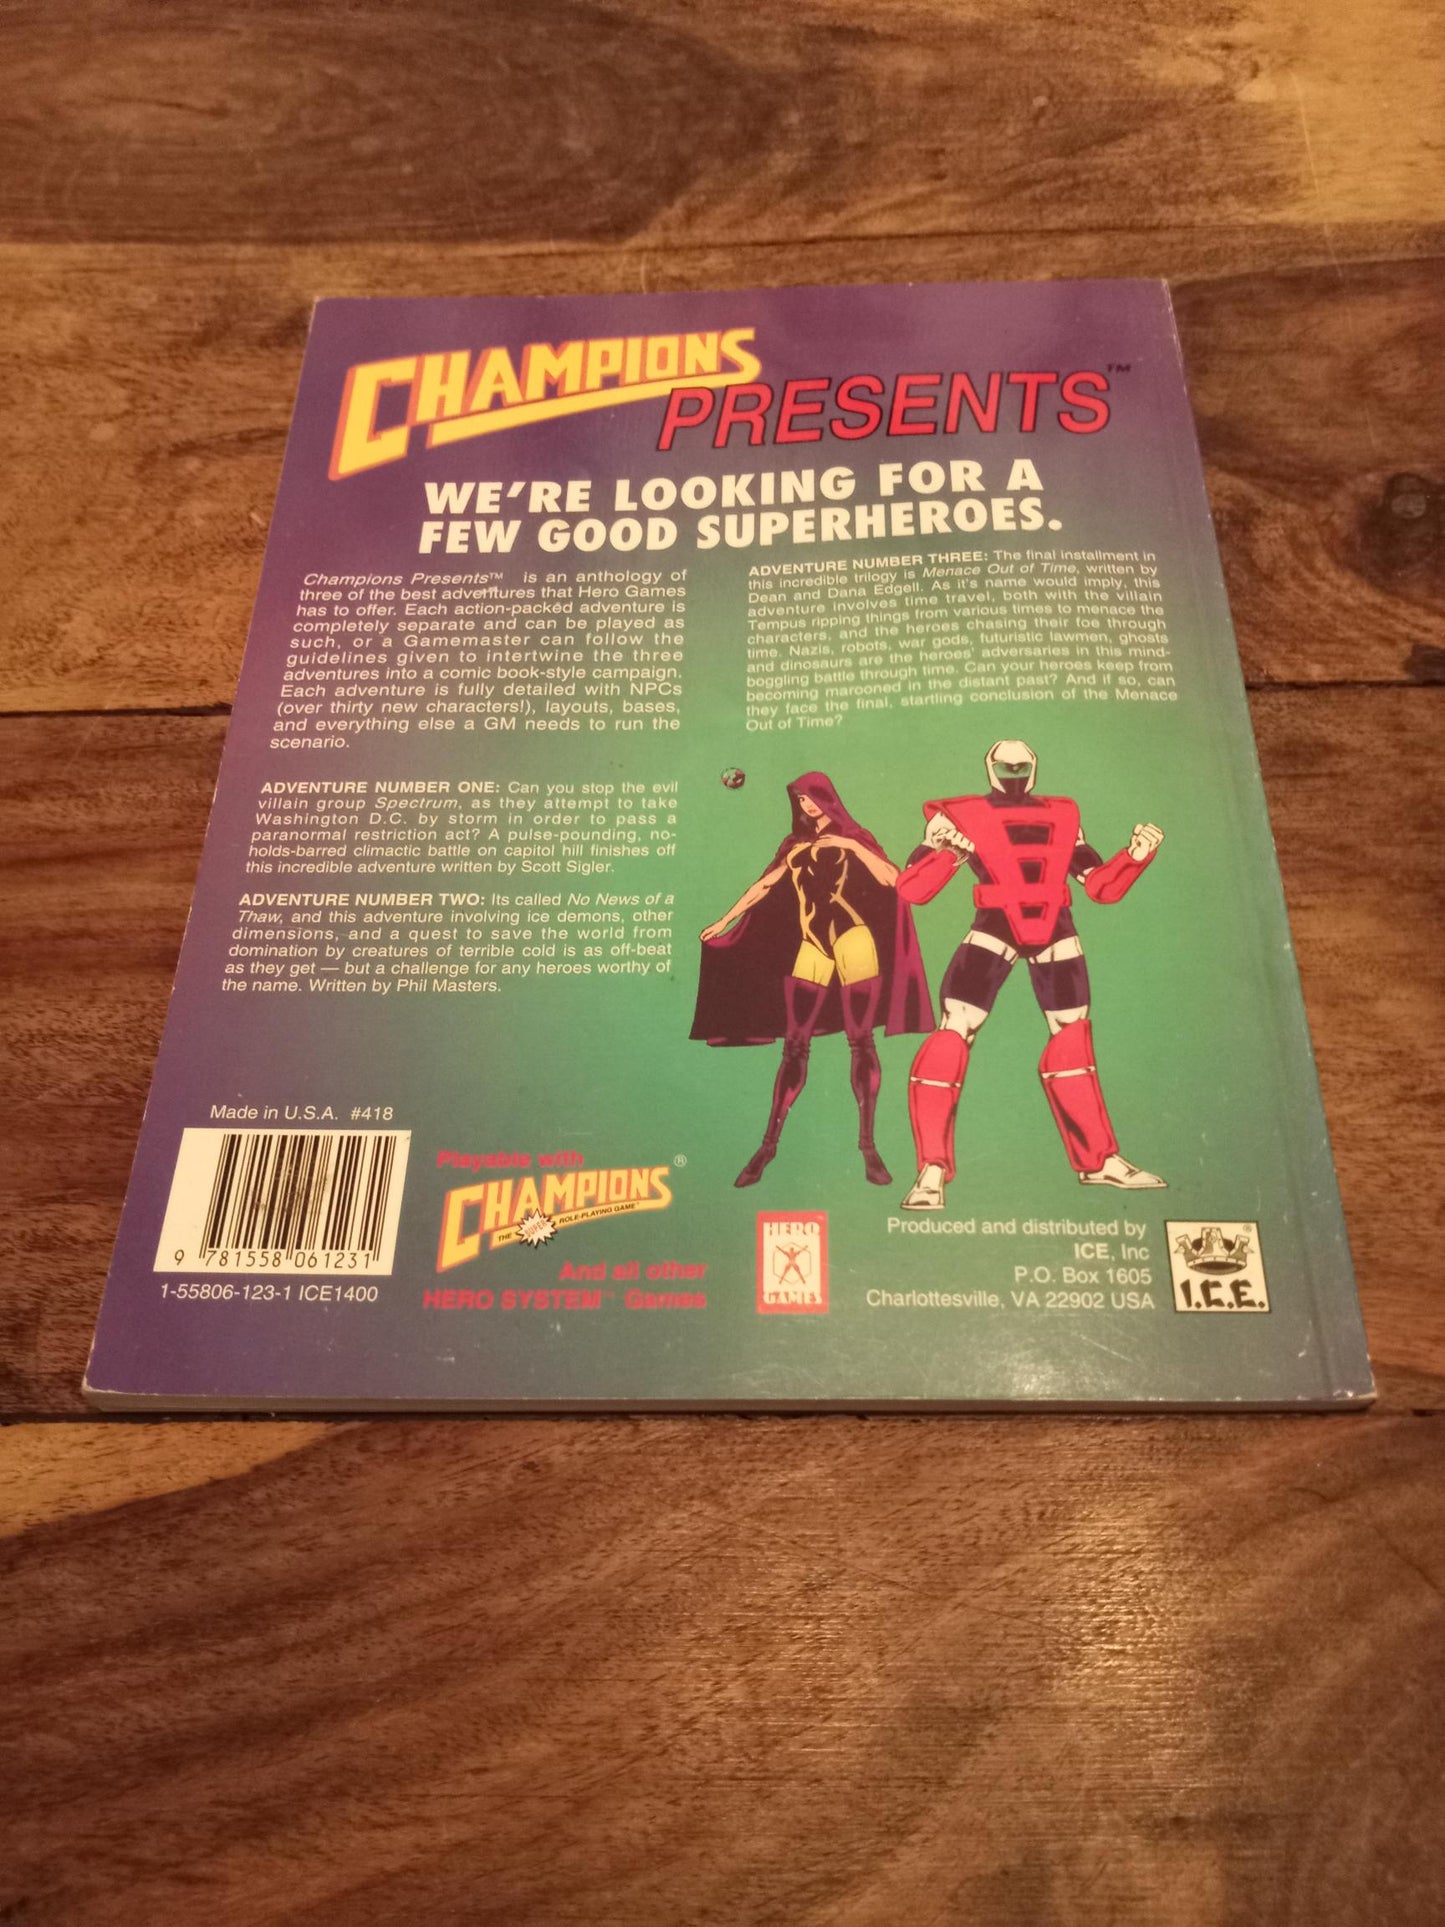 CHAMPIONS
PRESENTS™
WE'RE LOOKING FOR A
FEW GOOD SUPERHEROES.
Champions Presents™ is an anthology of
three of the best adventures that Hero Games
has to offer. Each action-packed adventure is
completely separate and can be played as
such, or a Gamemaster can follow the
guidelines given to intertwine the three
adventures into a comic book-style campaign.
Each adventure is fully detailed with NPCs
(over thirty new characters!), layouts, bases,
and everything else a GM needs to run the
scenario.
ADVENTURE NUMBER ONE: Can you stop the evil
villain group Spectrum, as they attempt to take
Washington D.C. by storm in order to pass a
paranormal restriction act? A pulse-pounding, no-
holds-barred climactic battle on capitol hill finishes off
this incredible adventure written by Scott Sigler.
ADVENTURE NUMBER TWO: Its called No News of a
Thaw, and this adventure involving ice demons, other
dimensions, and a quest to save the world from
domination by creatures of terrible cold is as off-beat
as they get — but a challenge for any heroes worthy of
the name. Written by Phil Masters.
ADVENTURE NUMBER THREE: The final installment in
this incredible trilogy is Menace Out of Time, written by
Dean and Dana Edgell. As it's name would imply, this
adventure involves time travel, both with the villain
Tempus ripping things from various times to menace the
characters, and the heroes chasing their foe through
time. Nazis, robots, war gods, futuristic lawmen, ghosts
and dinosaurs are the heroes' adversaries in this mind-
boggling battle through time. Can your heroes keep from
becoming marooned in the distant past? And if so, can
they face the final, startling conclusion of the Menace
Out of Time?
Made in U.S.A. #418
9 781558 061231
1-55806-123-1 ICE1400
Playable with
CHAMPIONS®
THE SUPER ROLE-PLAYING GAME™
And all other
HERO SYSTEM™ Games
HERO
GAMES
Produced and distributed by
ICE, Inc
P.O. Box 1605
Charlottesville, VA 22902 USA
®
I.C.E.